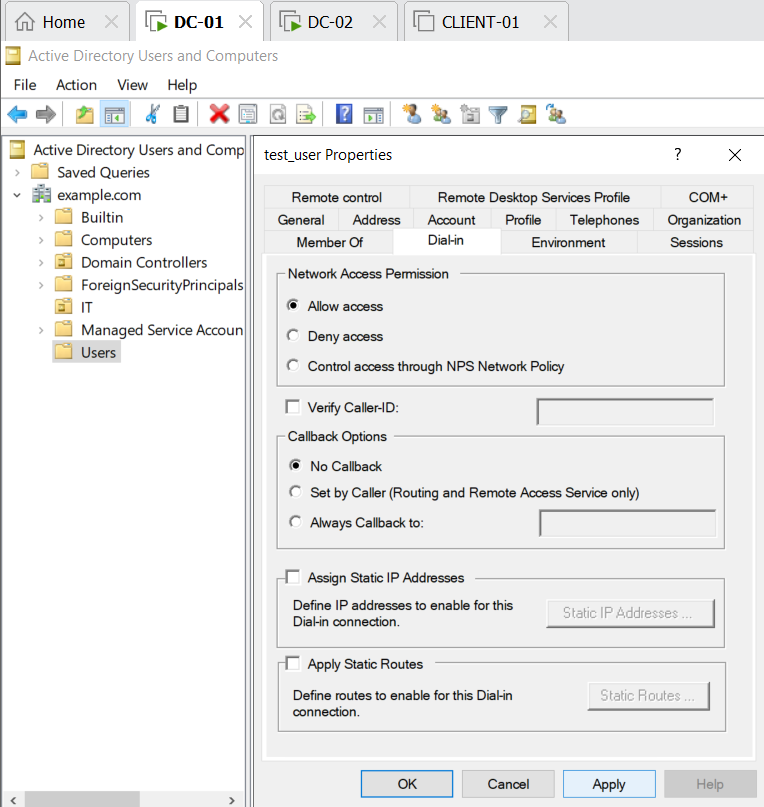 Home
DC-01
DC-02
CLIENT-01
Active Directory Users and Computers
File Action View Help
Active Directory Users and Comp
Saved Queries
example.com
Builtin
Computers
Domain Controllers
ForeignSecurityPrincipals
IT
Managed Service Accoun
Users
test_user Properties
?
Remote control Remote Desktop Services Profile COM+
General Address Account Profile Telephones Organization
Member Of Dial-in Environment Sessions
Network Access Permission
Allow access
Deny access
Control access through NPS Network Policy
Verify Caller-ID:
Callback Options
No Callback
Set by Caller (Routing and Remote Access Service only)
Always Callback to:
Assign Static IP Addresses
Define IP addresses to enable for this
Dial-in connection.
Static IP Addresses ...
Apply Static Routes
Define routes to enable for this Dial-in
connection.
Static Routes ...
OK Cancel Apply Help